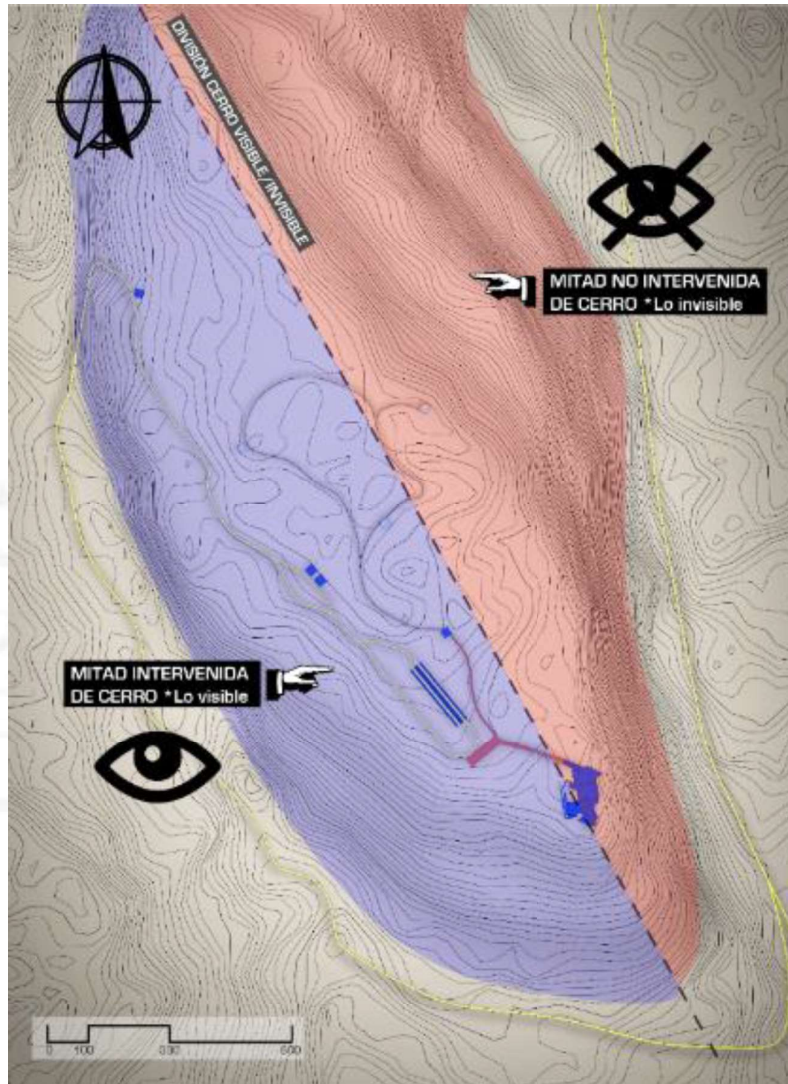 DIVISIÓN CERRO VISIBLE/INVISIBLE
MITAD NO INTERVENIDA
DE CERRO *Lo invisible
MITAD INTERVENIDA
DE CERRO *Lo visible
0 100